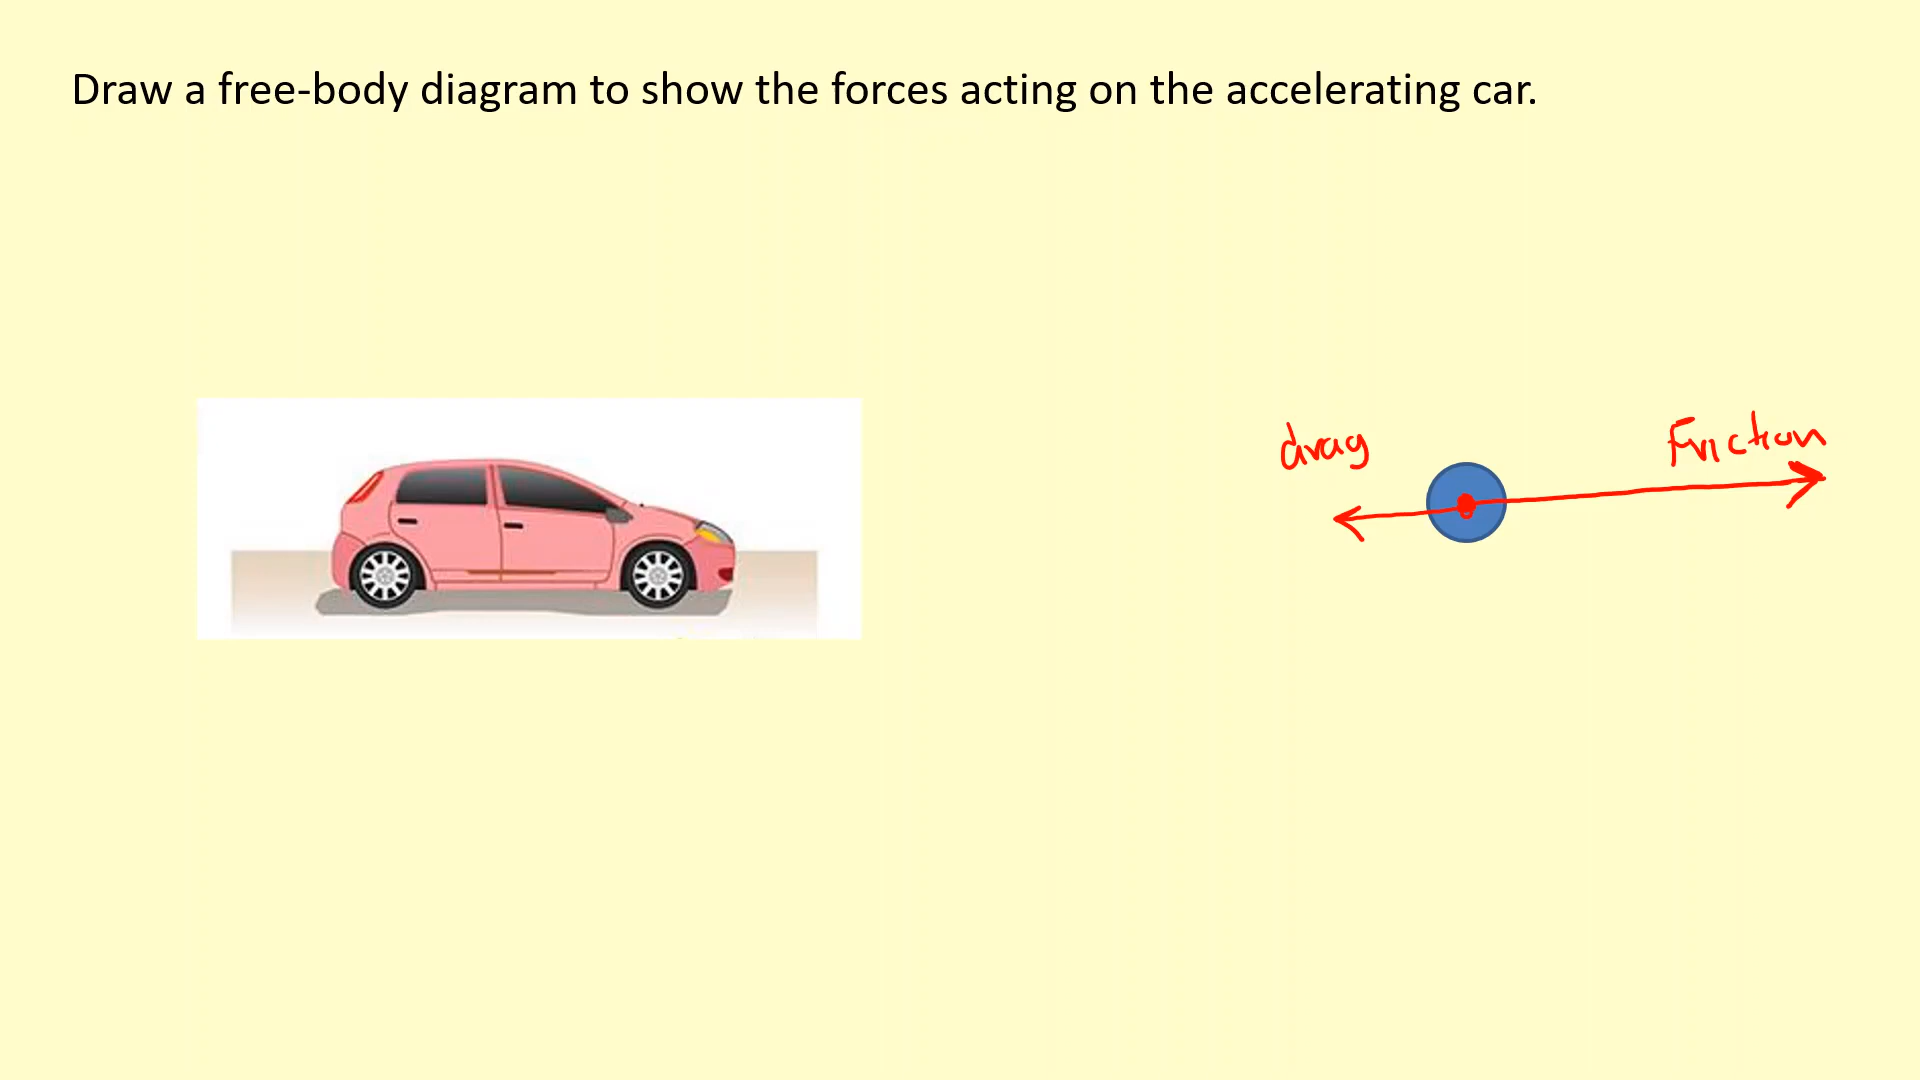 Draw a free-body diagram to show the forces acting on the accelerating car.
drag
Friction